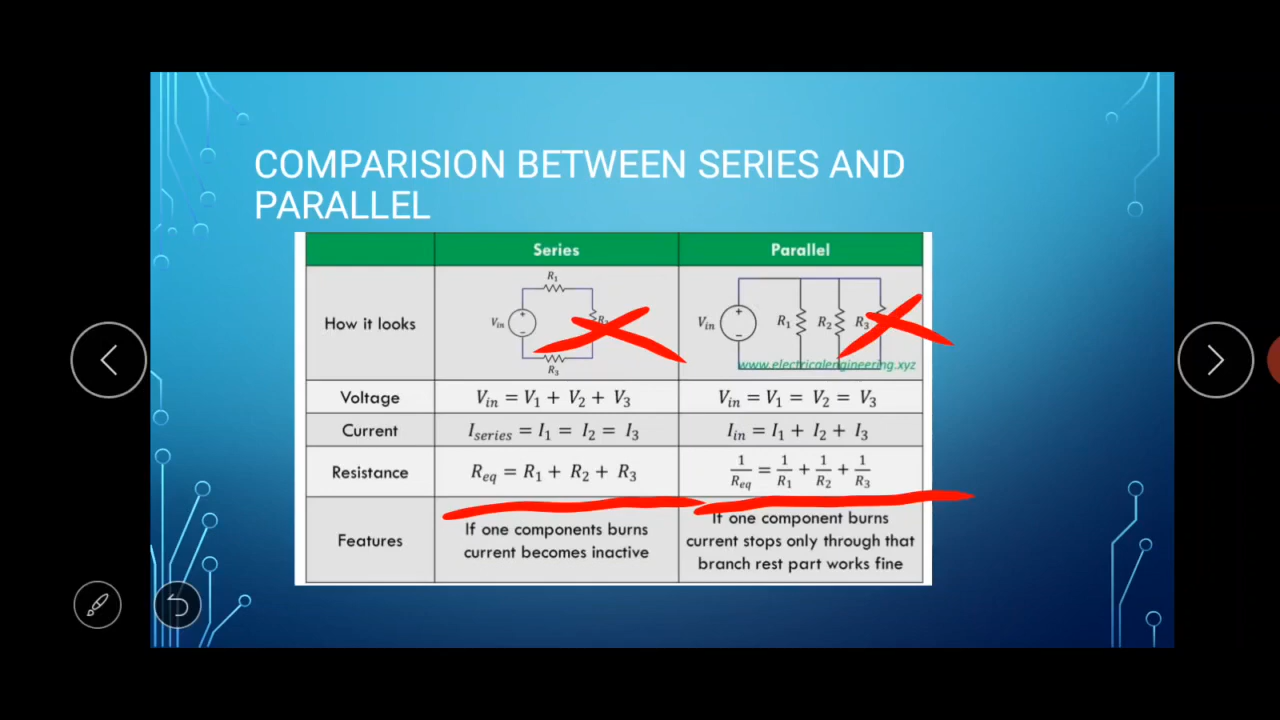 COMPARISION BETWEEN SERIES AND
PARALLEL
Series Parallel
How it looks
R₁
Vin
R₃
Vin R₁ R₂ R₃
www.electricalengineering.xyz
Voltage Vin = V₁ + V₂ + V₃ Vin = V₁ = V₂ = V₃
Current Iseries = I₁ = I₂ = I₃ Iin = I₁ + I₂ + I₃
Resistance Req = R₁ + R₂ + R₃ 1/Req = 1/R₁ + 1/R₂ + 1/R₃
Features
If one components burns
current becomes inactive
If one component burns
current stops only through that
branch rest part works fine